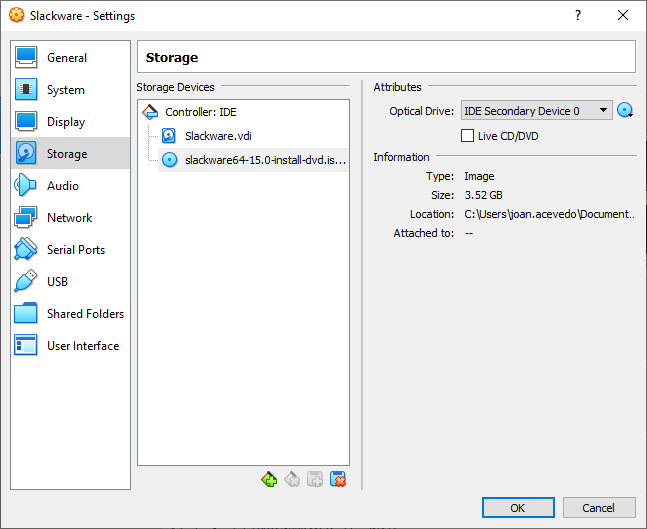 Slackware - Settings
?
General
System
Display
Storage
Audio
Network
Serial Ports
USB
Shared Folders
User Interface
Storage
Storage Devices
Controller: IDE
Slackware.vdi
slackware64-15.0-install-dvd.is...
Attributes
Optical Drive: IDE Secondary Device 0
Live CD/DVD
Information
Type: Image
Size: 3.52 GB
Location: C:\Users\joan.acevedo\Document..
Attached to: --
OK
Cancel